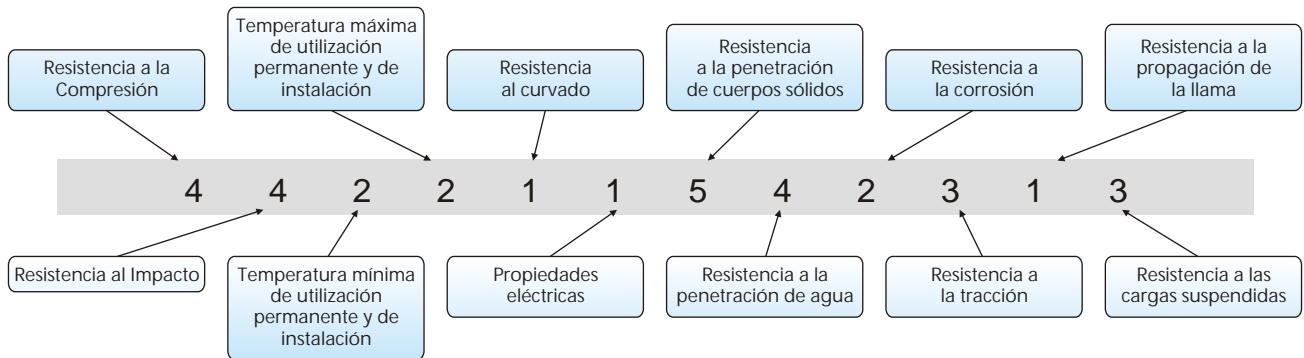 Resistencia a la
Compresión
Temperatura máxima
de utilización
permanente y de
instalación
Resistencia
al curvado
Resistencia
a la penetración
de cuerpos sólidos
Resistencia a
la corrosión
Resistencia a la
propagación de
la llama
4 4 2 2 1 1 5 4 2 3 1 3
Resistencia al Impacto
Temperatura mínima
de utilización
permanente y de
instalación
Propiedades
eléctricas
Resistencia a la
penetración de agua
Resistencia a
la tracción
Resistencia a las
cargas suspendidas